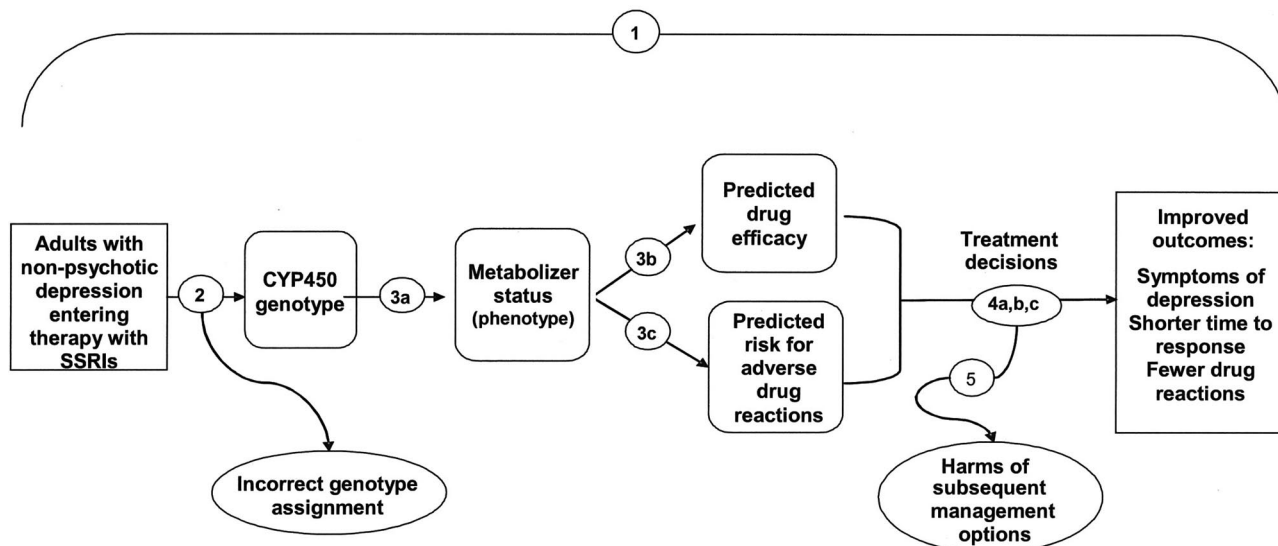 1
Adults with
non-psychotic
depression
entering
therapy with
SSRIs
2
CYP450
genotype
3a
Metabolizer
status
(phenotype)
3b
3c
Predicted
drug
efficacy
Predicted
risk for
adverse
drug
reactions
Treatment
decisions
4a,b,c
5
Improved
outcomes:
Symptoms of
depression
Shorter time to
response
Fewer drug
reactions
Incorrect genotype
assignment
Harms of
subsequent
management
options